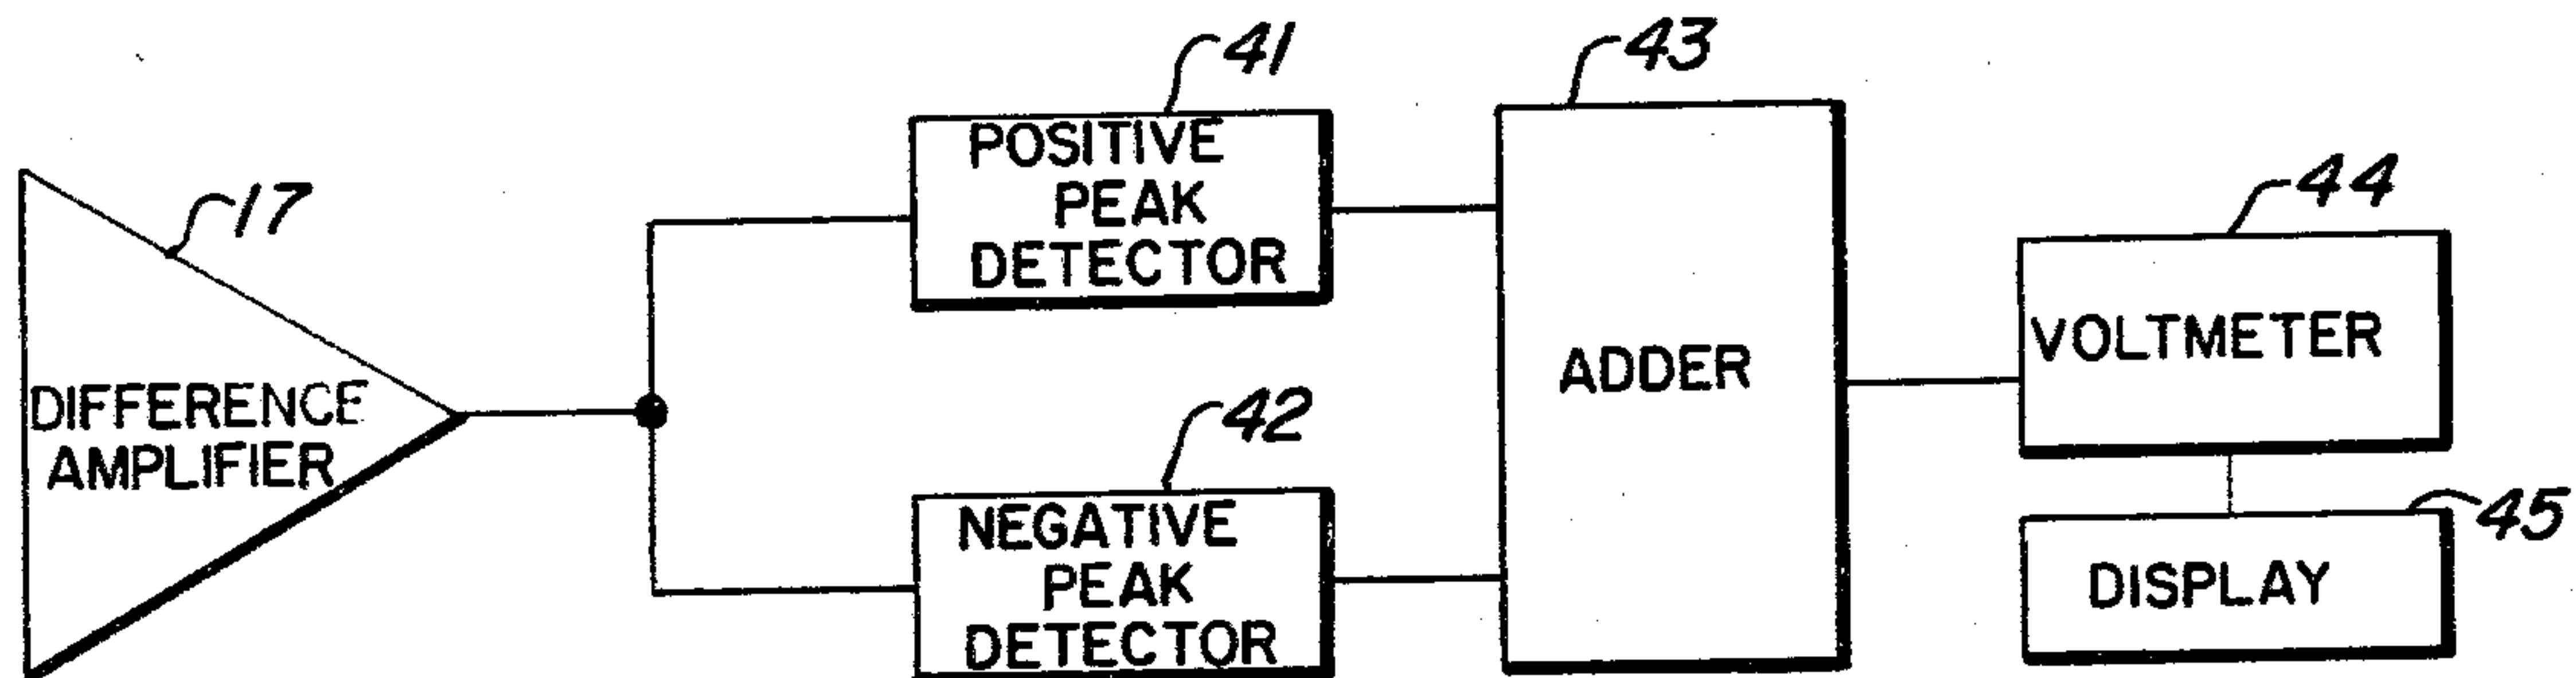 17
DIFFERENCE
AMPLIFIER
41
POSITIVE
PEAK
DETECTOR
42
NEGATIVE
PEAK
DETECTOR
43
ADDER
44
VOLTMETER
45
DISPLAY